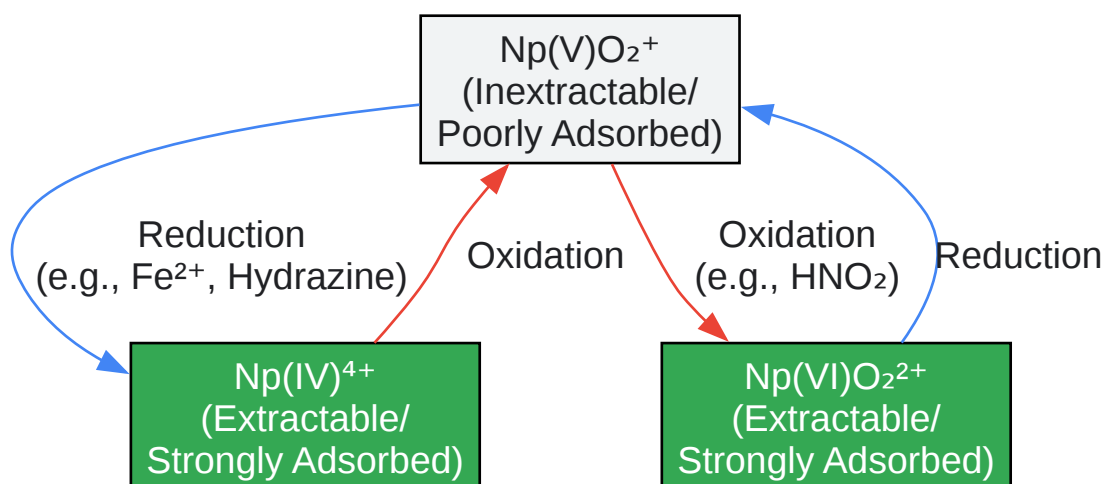 Np(V)O₂⁺
(Inextractable/
Poorly Adsorbed)
Reduction
(e.g., Fe²⁺, Hydrazine)
Oxidation
Oxidation
(e.g., HNO₂)
Reduction
Np(IV)⁴⁺
(Extractable/
Strongly Adsorbed)
Np(VI)O₂²⁺
(Extractable/
Strongly Adsorbed)